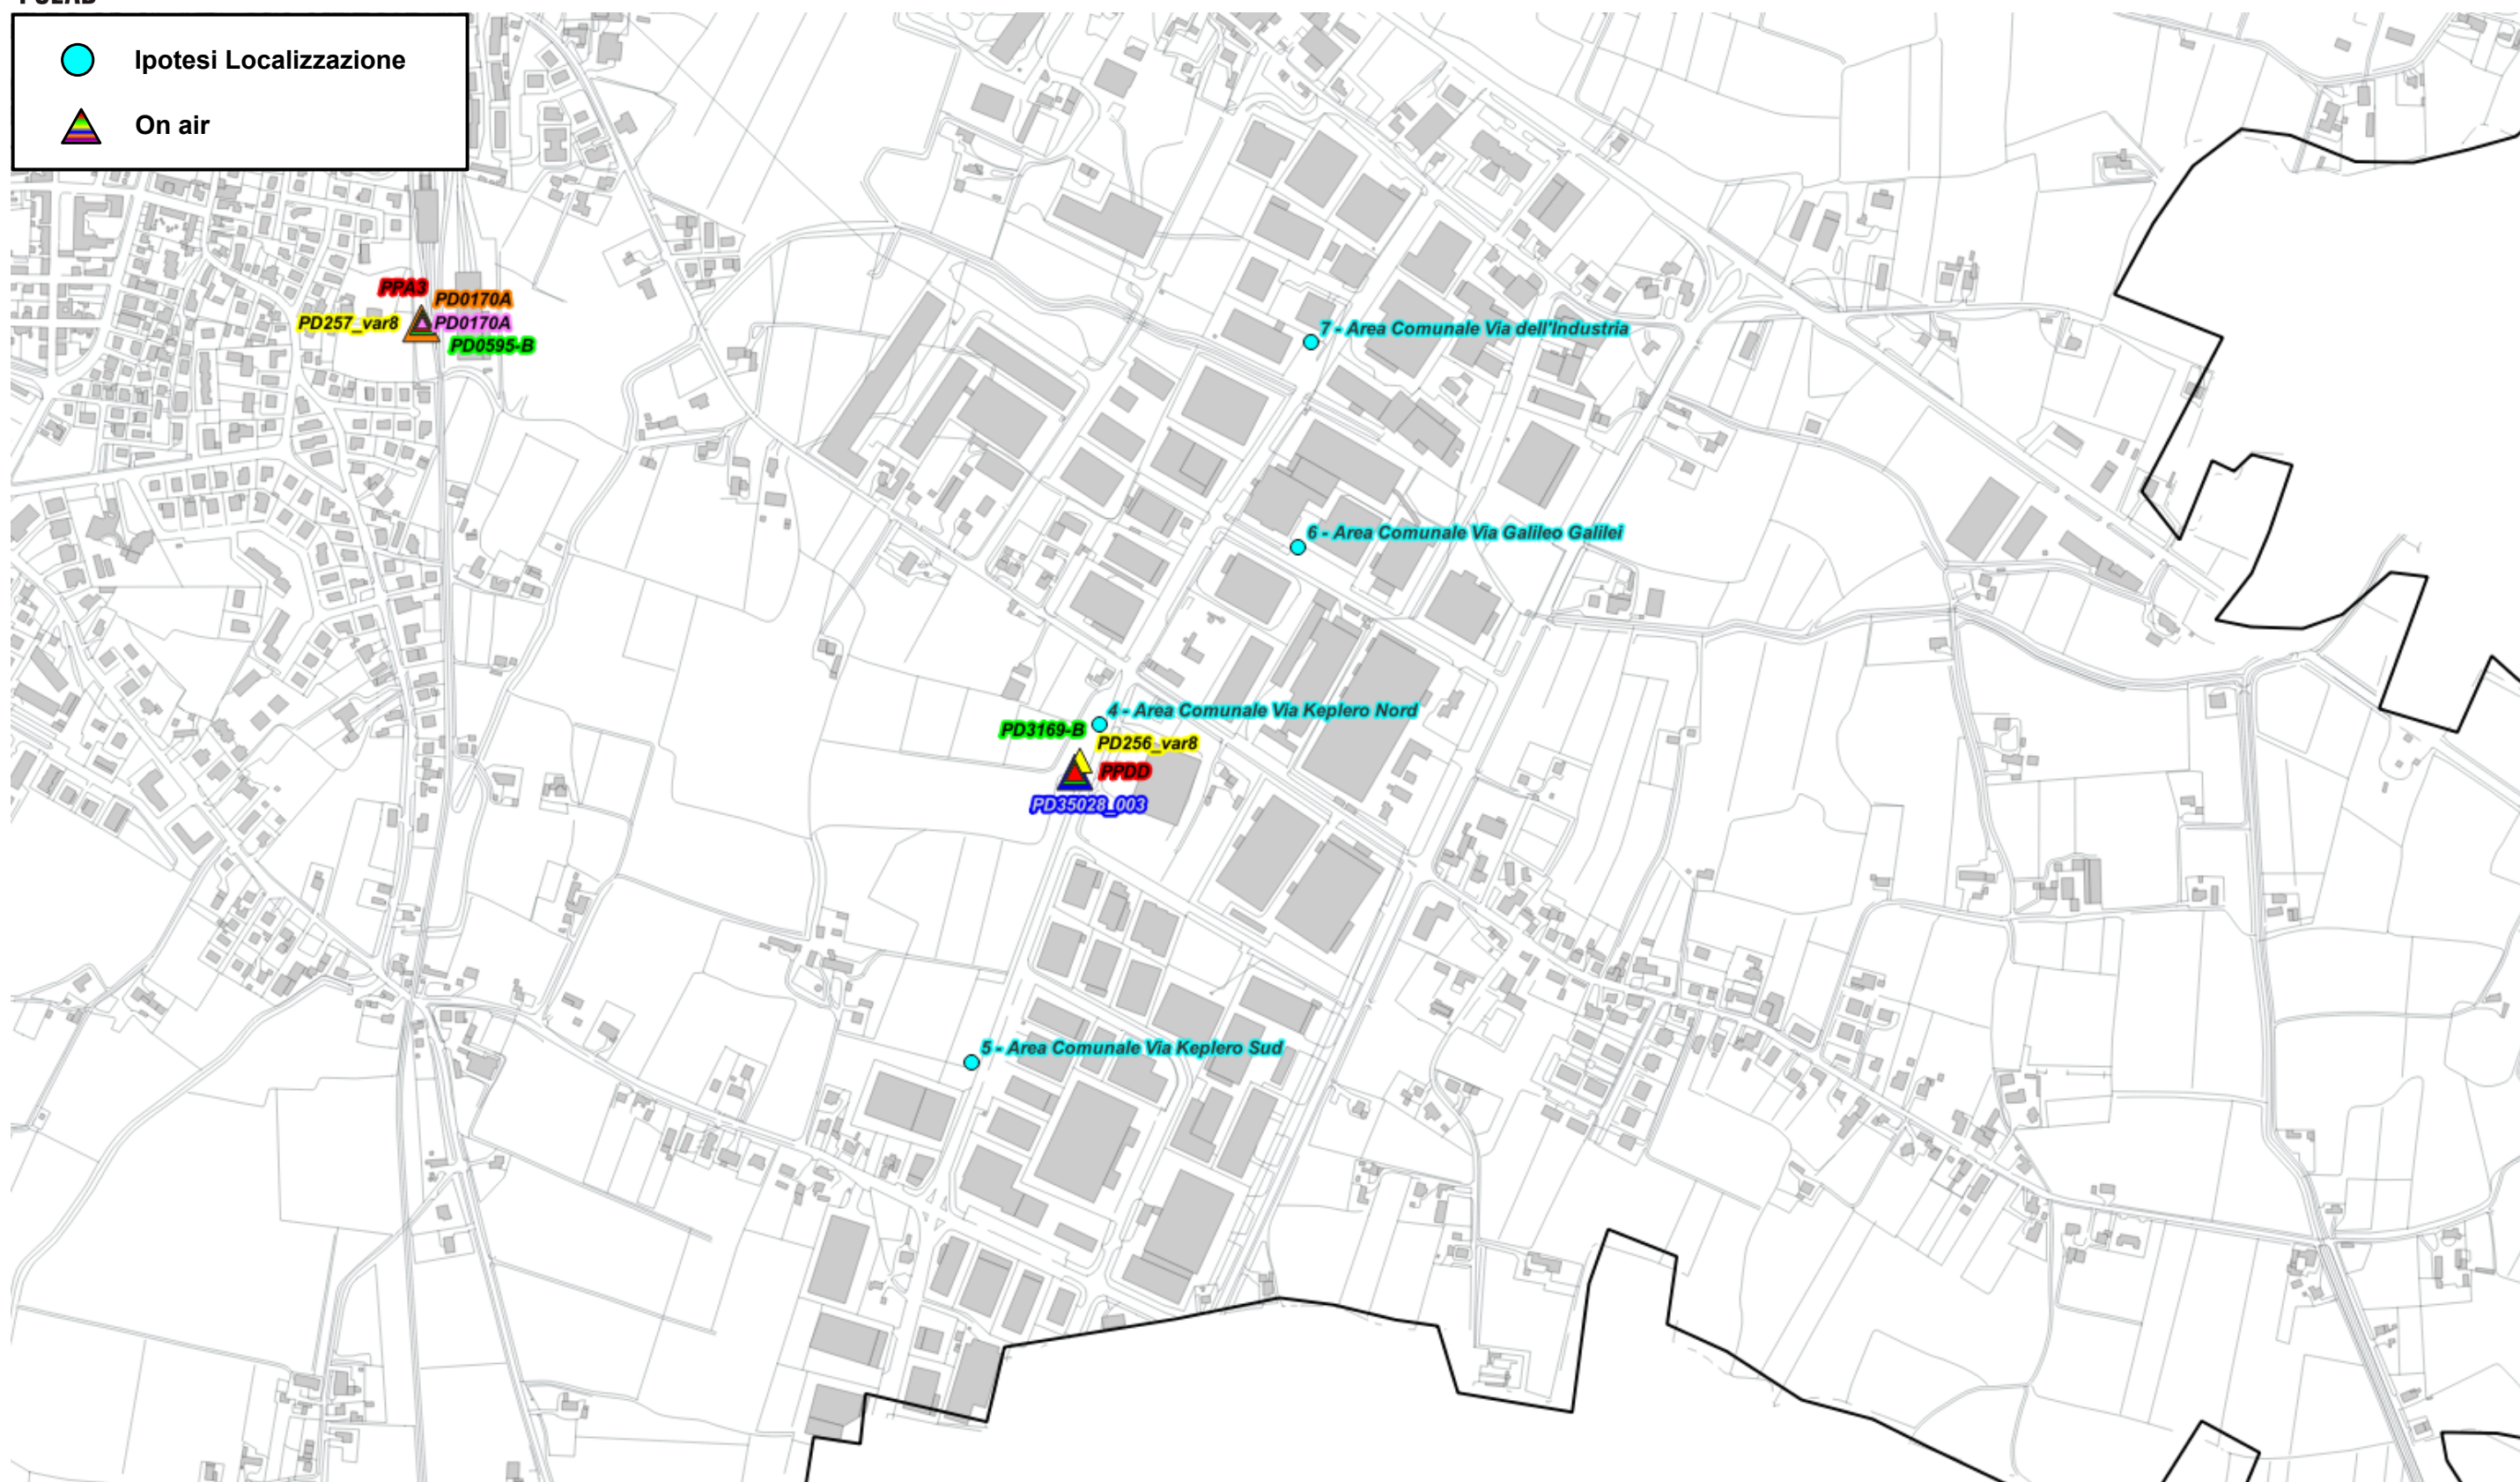 Ipotesi Localizzazione
On air
PPA3
PD0170A
PD257_var8
PD0170A
PD0595-B
7 - Area Comunale Via dell'Industria
6 - Area Comunale Via Galileo Galilei
4 - Area Comunale Via Keplero Nord
PD3169-B
PD256_var8
PPDD
PD35028_003
5 - Area Comunale Via Keplero Sud